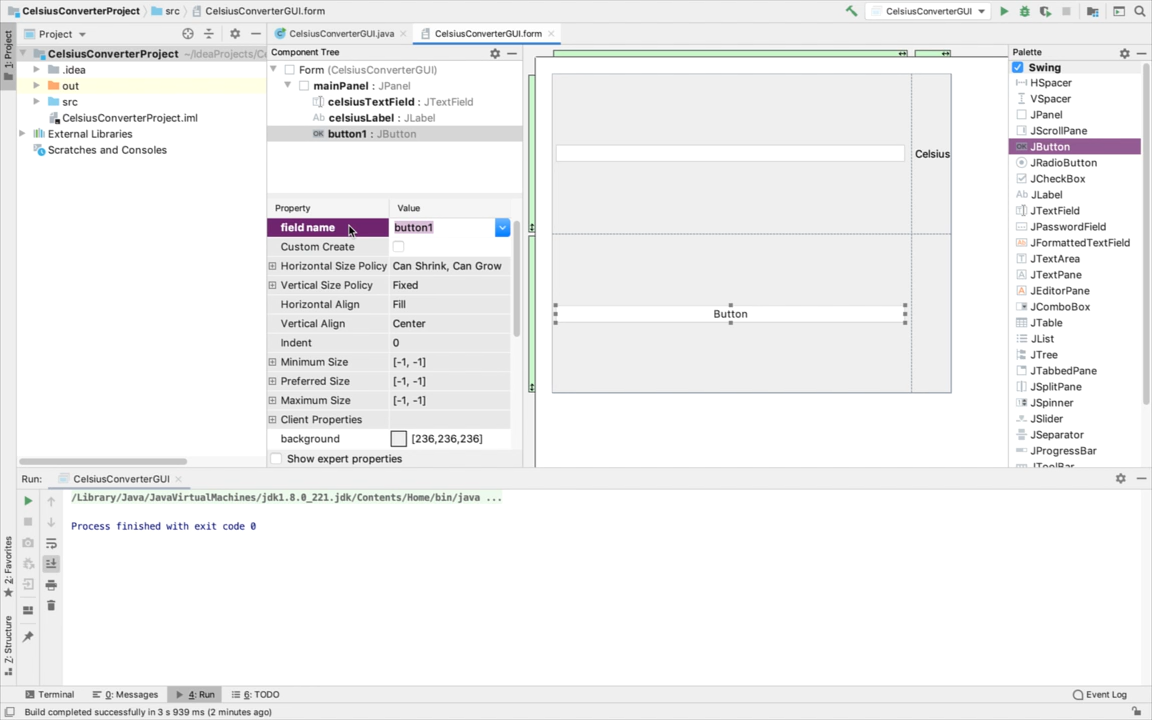 CelsiusConverterProject src CelsiusConverterGUI.form CelsiusConverterGUI
1: Project
Project
CelsiusConverterProject ~/IdeaProjects/C
.idea
out
src
CelsiusConverterProject.iml
External Libraries
Scratches and Consoles
CelsiusConverterGUI.java CelsiusConverterGUI.form
Component Tree
Form (CelsiusConverterGUI)
mainPanel : JPanel
celsiusTextField : JTextField
Ab celsiusLabel : JLabel
OK button1 : JButton
Property Value
field name button1
Custom Create
Horizontal Size Policy Can Shrink, Can Grow
Vertical Size Policy Fixed
Horizontal Align Fill
Vertical Align Center
Indent 0
Minimum Size [-1, -1]
Preferred Size [-1, -1]
Maximum Size [-1, -1]
Client Properties
background [236,236,236]
Show expert properties
Celsius
Button
Palette
Swing
HSpacer
VSpacer
JPanel
JScrollPane
OK JButton
JRadioButton
JCheckBox
Ab JLabel
JTextField
JPasswordField
JFormattedTextField
JTextArea
JTextPane
JEditorPane
JComboBox
JTable
JList
JTree
JTabbedPane
JSplitPane
JSpinner
JSlider
JSeparator
JProgressBar
JToolBar
Run: CelsiusConverterGUI
/Library/Java/JavaVirtualMachines/jdk1.8.0_221.jdk/Contents/Home/bin/java ...
Process finished with exit code 0
2: Favorites
Z: Structure
Terminal 0: Messages 4: Run 6: TODO Event Log
Build completed successfully in 3 s 939 ms (2 minutes ago)